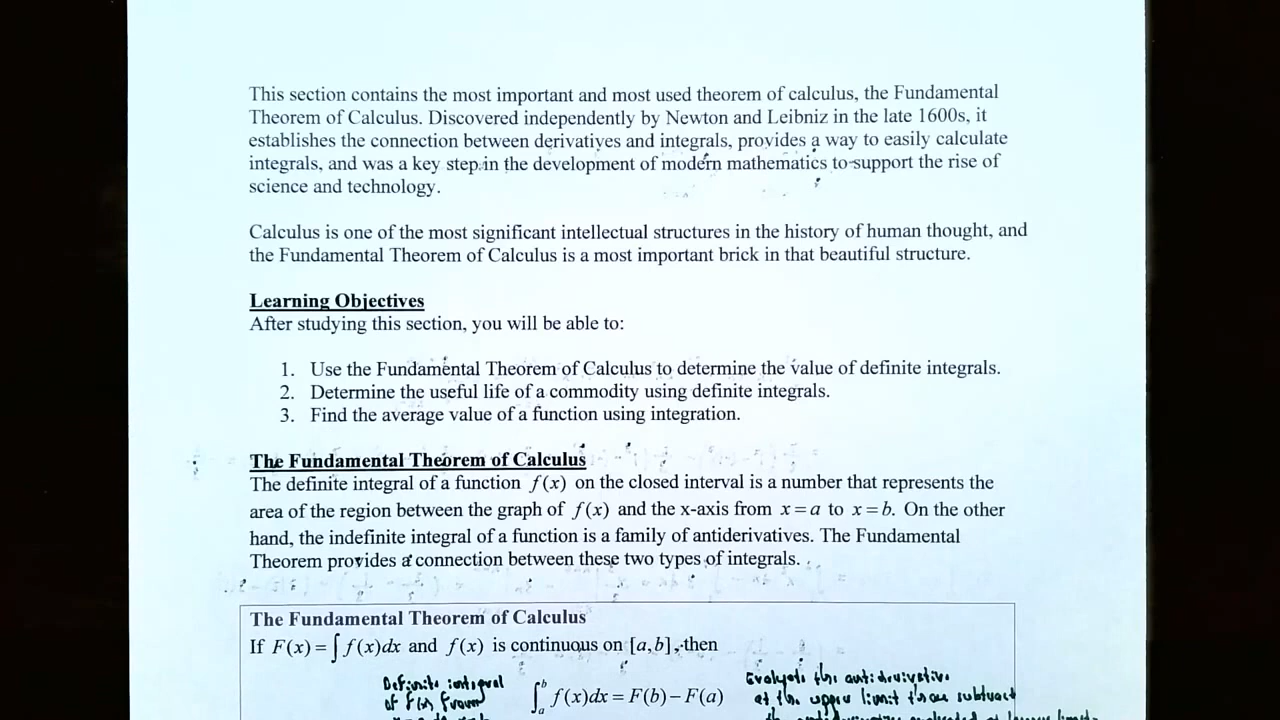 This section contains the most important and most used theorem of calculus, the Fundamental
Theorem of Calculus. Discovered independently by Newton and Leibniz in the late 1600s, it
establishes the connection between derivatives and integrals, provides a way to easily calculate
integrals, and was a key step in the development of modern mathematics to support the rise of
science and technology.
Calculus is one of the most significant intellectual structures in the history of human thought, and
the Fundamental Theorem of Calculus is a most important brick in that beautiful structure.
Learning Objectives
After studying this section, you will be able to:
1. Use the Fundamental Theorem of Calculus to determine the value of definite integrals.
2. Determine the useful life of a commodity using definite integrals.
3. Find the average value of a function using integration.
The Fundamental Theorem of Calculus
The definite integral of a function f(x) on the closed interval is a number that represents the
area of the region between the graph of f(x) and the x-axis from x = a to x = b. On the other
hand, the indefinite integral of a function is a family of antiderivatives. The Fundamental
Theorem provides a connection between these two types of integrals.
The Fundamental Theorem of Calculus
If F(x) = ∫ f(x)dx and f(x) is continuous on [a,b], then
Definite integral
of f(x) from
∫_a^b f(x)dx = F(b) − F(a)
Evaluate the antiderivative
at the upper limit then subtract